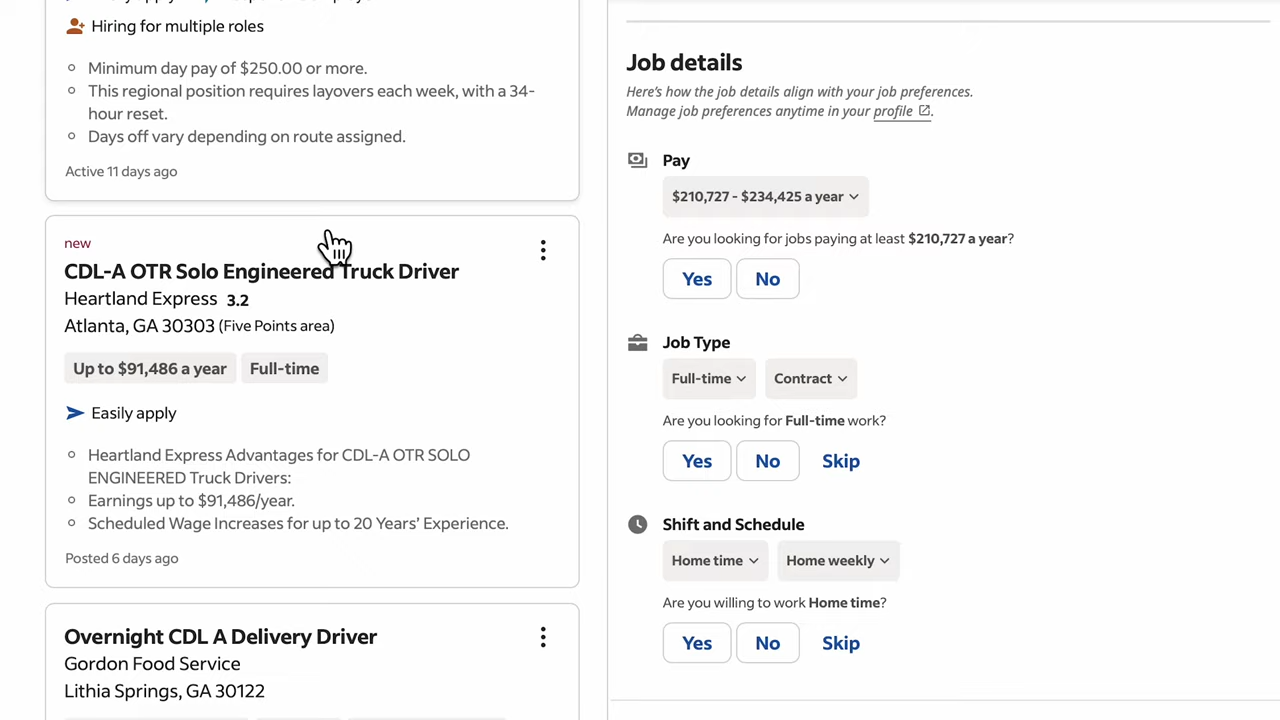 Hiring for multiple roles
Minimum day pay of $250.00 or more.
This regional position requires layovers each week, with a 34-
hour reset.
Days off vary depending on route assigned.
Active 11 days ago
new
CDL-A OTR Solo Engineered Truck Driver
Heartland Express 3.2
Atlanta, GA 30303 (Five Points area)
Up to $91,486 a year Full-time
Easily apply
Heartland Express Advantages for CDL-A OTR SOLO
ENGINEERED Truck Drivers:
Earnings up to $91,486/year.
Scheduled Wage Increases for up to 20 Years’ Experience.
Posted 6 days ago
Overnight CDL A Delivery Driver
Gordon Food Service
Lithia Springs, GA 30122
Job details
Here’s how the job details align with your job preferences.
Manage job preferences anytime in your profile.
Pay
$210,727 - $234,425 a year
Are you looking for jobs paying at least $210,727 a year?
Yes No
Job Type
Full-time Contract
Are you looking for Full-time work?
Yes No Skip
Shift and Schedule
Home time Home weekly
Are you willing to work Home time?
Yes No Skip